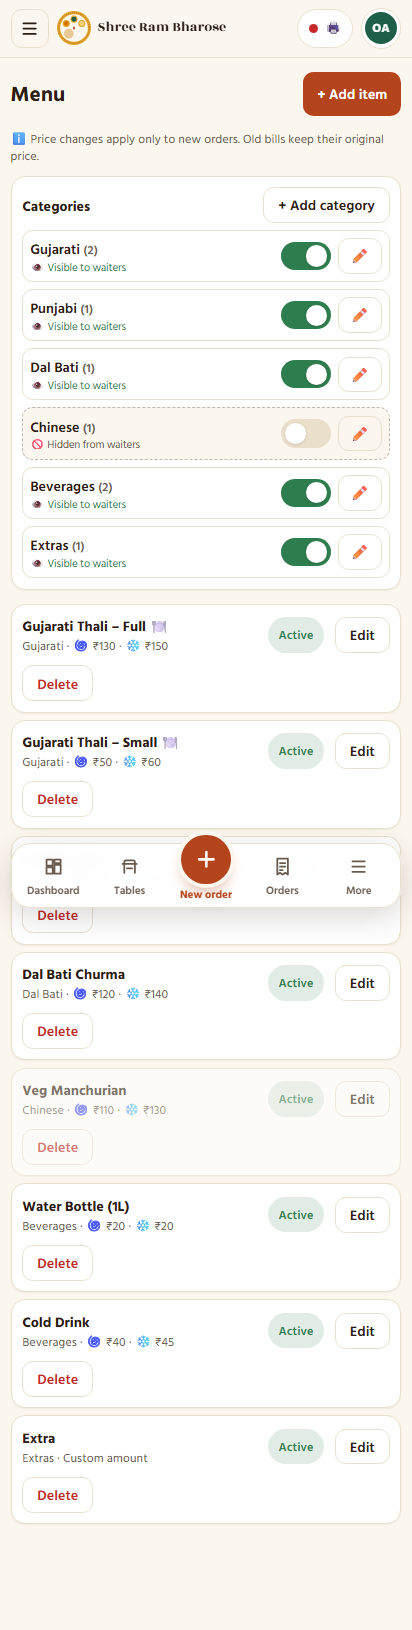 Shree Ram Bharose
OA
Menu
+ Add item
Price changes apply only to new orders. Old bills keep their original
price.
Categories
+ Add category
Gujarati (2)
Visible to waiters
Punjabi (1)
Visible to waiters
Dal Bati (1)
Visible to waiters
Chinese (1)
Hidden from waiters
Beverages (2)
Visible to waiters
Extras (1)
Visible to waiters
Gujarati Thali – Full
Active
Edit
Gujarati · ₹130 · ₹150
Delete
Gujarati Thali – Small
Active
Edit
Gujarati · ₹50 · ₹60
Delete
Dashboard
Tables
New order
Orders
More
Delete
Dal Bati Churma
Active
Edit
Dal Bati · ₹120 · ₹140
Delete
Veg Manchurian
Active
Edit
Chinese · ₹110 · ₹130
Delete
Water Bottle (1L)
Active
Edit
Beverages · ₹20 · ₹20
Delete
Cold Drink
Active
Edit
Beverages · ₹40 · ₹45
Delete
Extra
Active
Edit
Extras · Custom amount
Delete